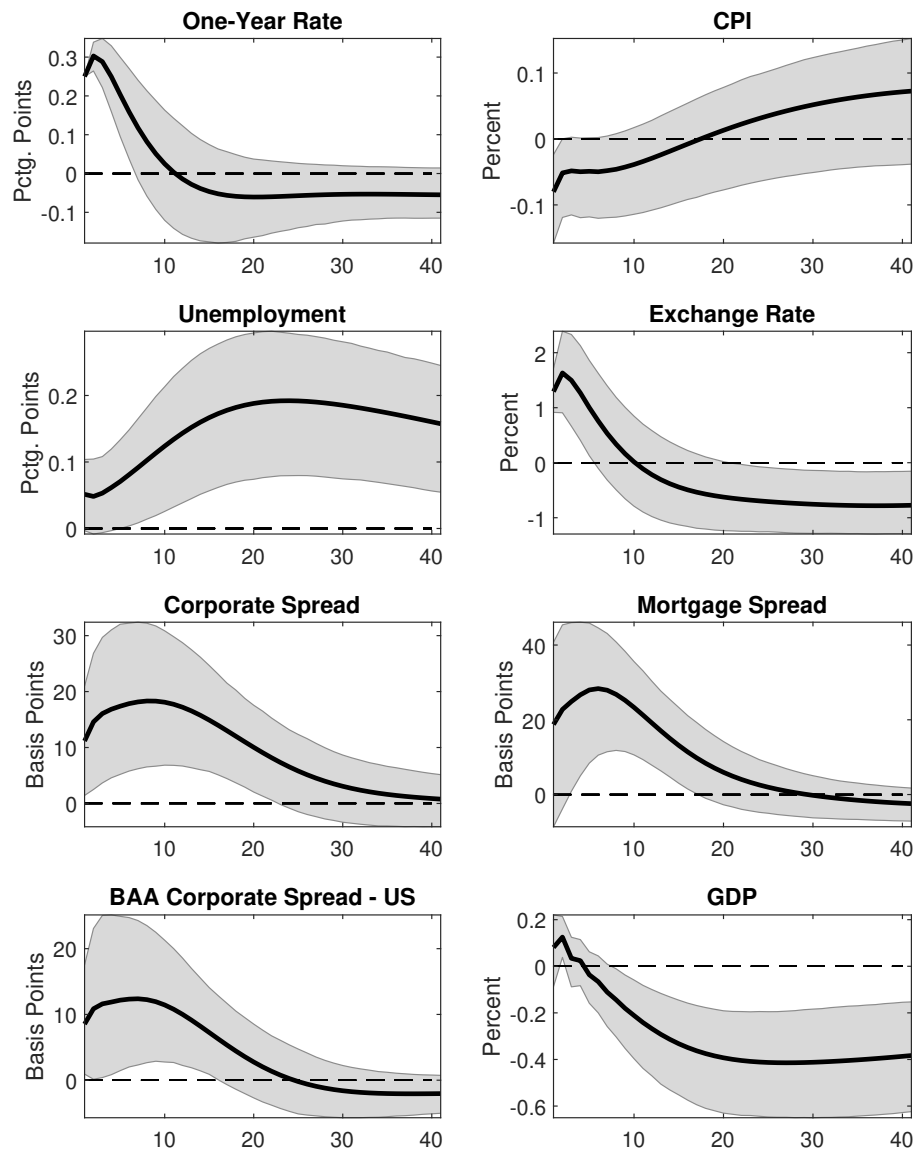 One-Year Rate
Pctg. Points
0.3
0.2
0.1
0
-0.1
10 20 30 40
CPI
Percent
0.1
0
-0.1
10 20 30 40
Unemployment
Pctg. Points
0.2
0.1
0
10 20 30 40
Exchange Rate
Percent
2
1
0
-1
10 20 30 40
Corporate Spread
Basis Points
30
20
10
0
10 20 30 40
Mortgage Spread
Basis Points
40
20
0
10 20 30 40
BAA Corporate Spread - US
Basis Points
20
10
0
10 20 30 40
GDP
Percent
0.2
0
-0.2
-0.4
-0.6
10 20 30 40